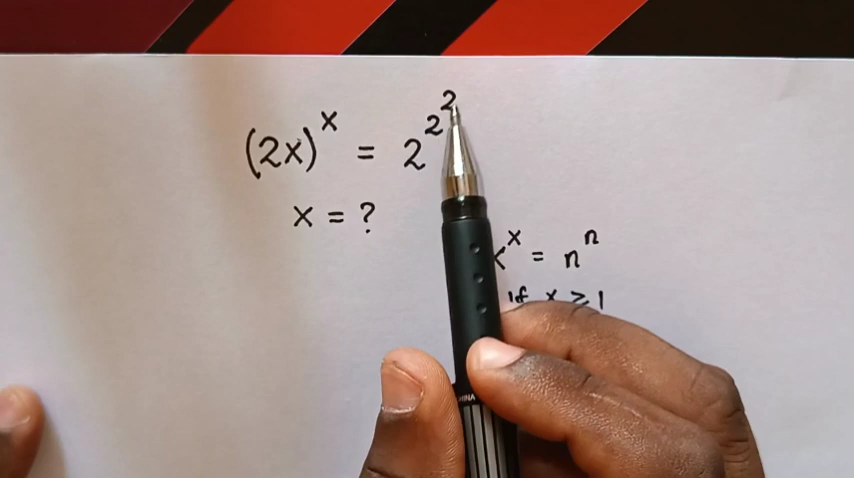 (2x)^x = 2^2^2
x = ?
x^x = n^n
if x ≥ 1